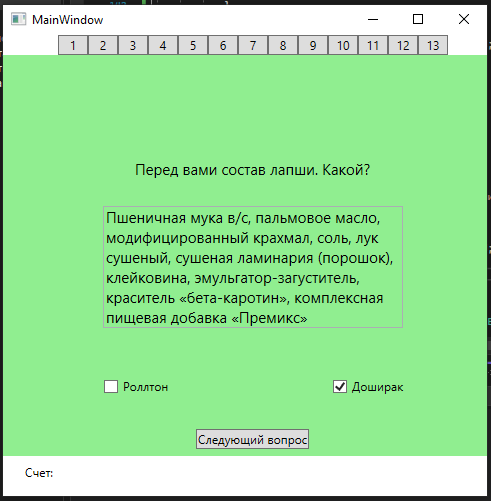 MainWindow
1 2 3 4 5 6 7 8 9 10 11 12 13
Перед вами состав лапши. Какой?
Пшеничная мука в/с, пальмовое масло,
модифицированный крахмал, соль, лук
сушеный, сушеная ламинария (порошок),
клейковина, эмульгатор-загуститель,
краситель «бета-каротин», комплексная
пищевая добавка «Премикс»
Роллтон Доширак
Следующий вопрос
Счет: